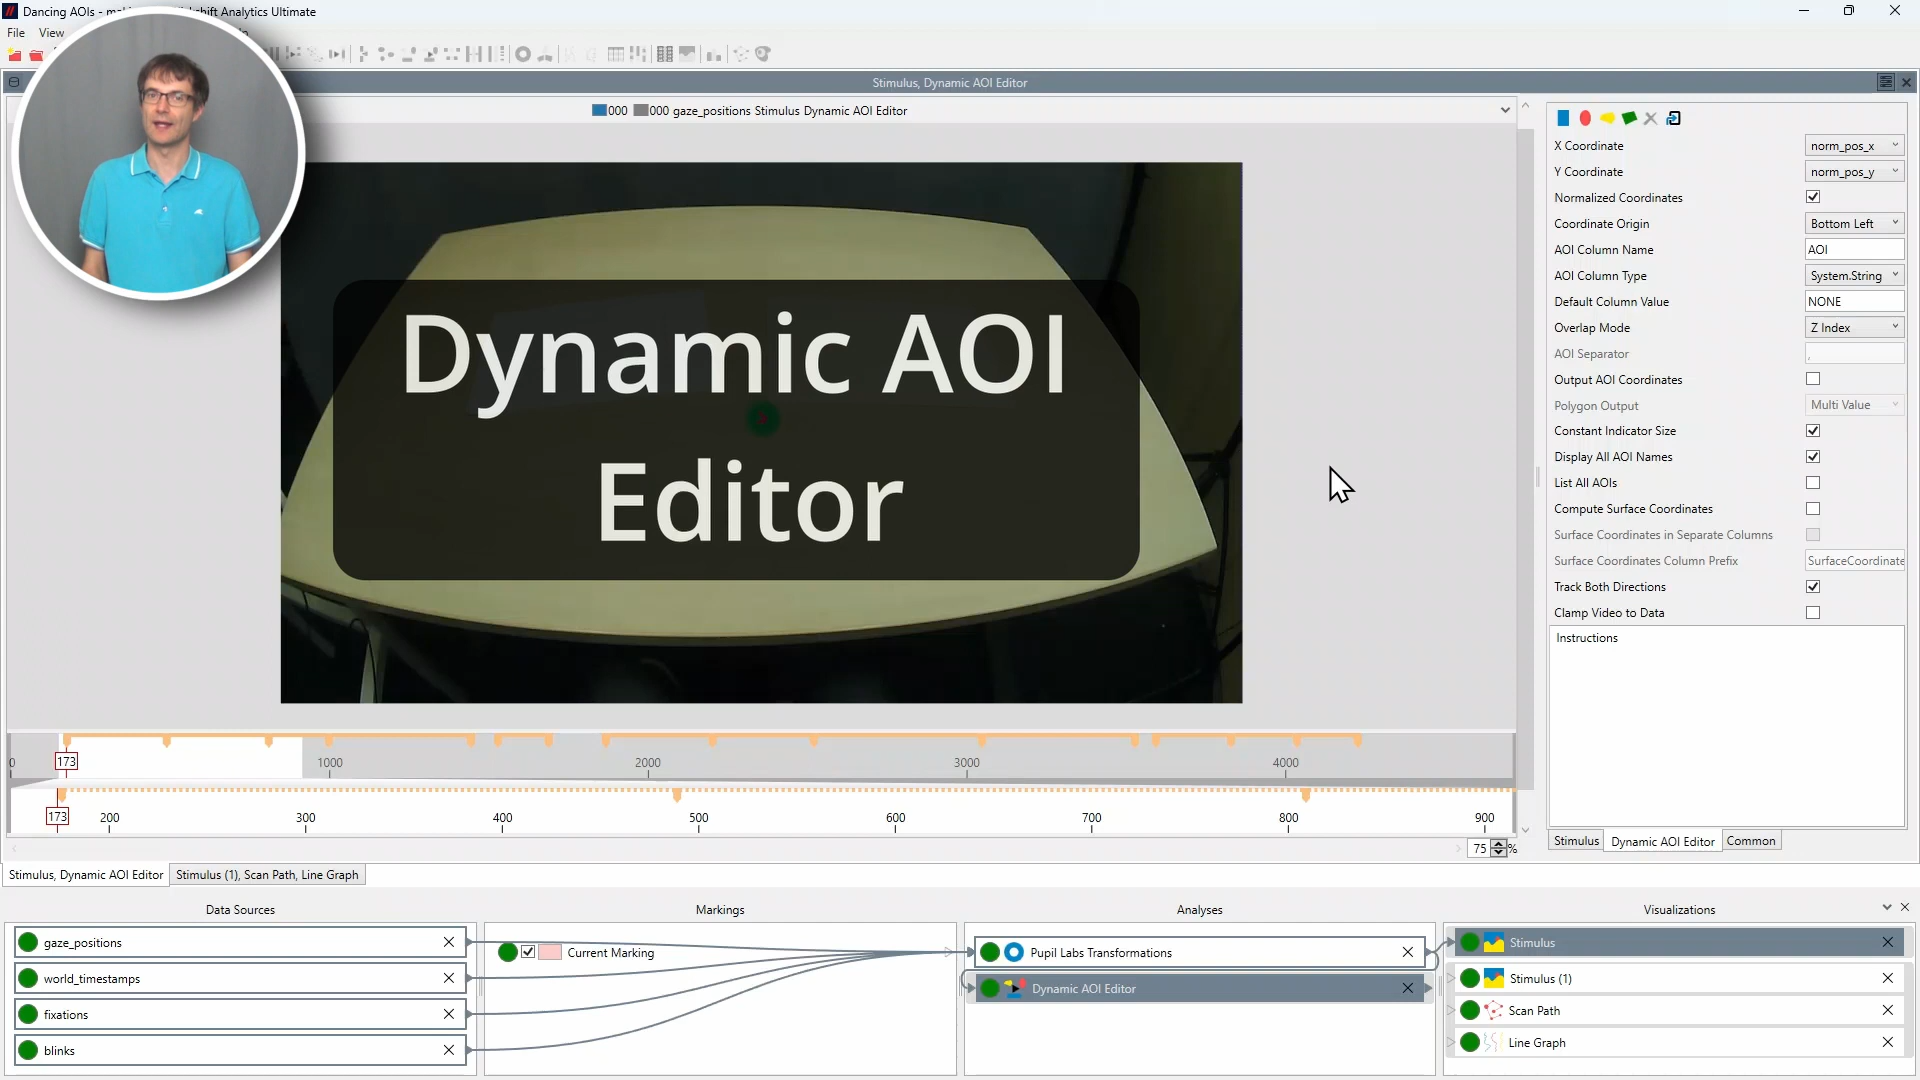 Dancing AOIs - shift Analytics Ultimate
File View
Stimulus, Dynamic AOI Editor
000 000 gaze_positions Stimulus Dynamic AOI Editor
Dynamic AOI
Editor
X Coordinate norm_pos_x
Y Coordinate norm_pos_y
Normalized Coordinates
Coordinate Origin Bottom Left
AOI Column Name AOI
AOI Column Type System.String
Default Column Value NONE
Overlap Mode Z Index
AOI Separator ,
Output AOI Coordinates
Polygon Output Multi Value
Constant Indicator Size
Display All AOI Names
List All AOIs
Compute Surface Coordinates
Surface Coordinates in Separate Columns
Surface Coordinates Column Prefix SurfaceCoordinate
Track Both Directions
Clamp Video to Data
Instructions
0 173 1000 2000 3000 4000
173 200 300 400 500 600 700 800 900
75 %
Stimulus Dynamic AOI Editor Common
Stimulus, Dynamic AOI Editor Stimulus (1), Scan Path, Line Graph
Data Sources Markings Analyses Visualizations
gaze_positions
world_timestamps
fixations
blinks
Current Marking
Pupil Labs Transformations
Dynamic AOI Editor
Stimulus
Stimulus (1)
Scan Path
Line Graph